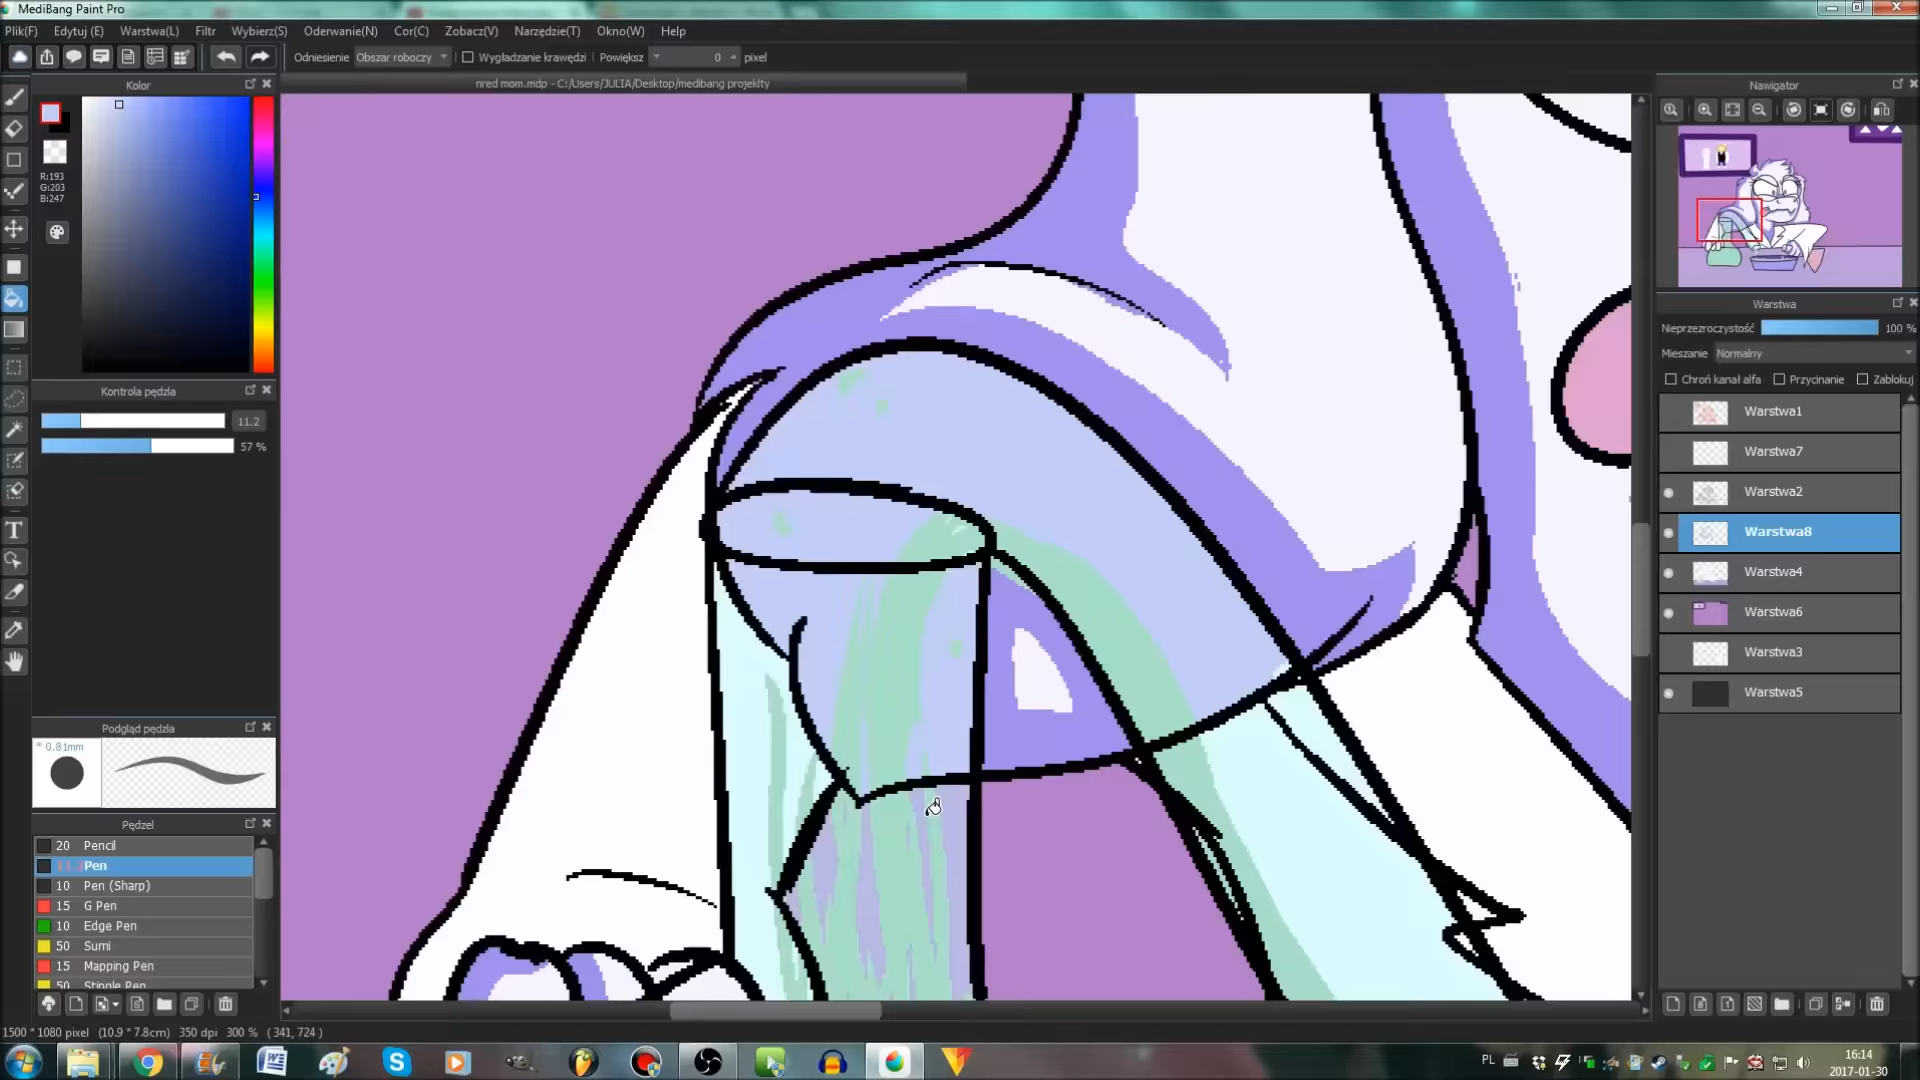 MediBang Paint Pro
Plik(F) Edytuj (E) Warstwa(L) Filtr Wybierz(S) Oderwanie(N) Cor(C) Zobacz(V) Narzędzie(T) Okno(W) Help
Odniesienie Obszar roboczy Wygładzanie krawędzi Powiększ 0 pixel
Kolor
nred mom.mdp - C:/Users/JULIA/Desktop/medibang projekIty
Nawigator
R:193
G:203
B:247
Warstwa
Nieprzezroczystość 100 %
Mieszanie Normalny
Chroń kanał alfa Przycinanie Zablokuj
Kontrola pędzla
11.2
57 %
Warstwa1
Warstwa7
Warstwa2
Warstwa8
Warstwa4
Warstwa6
Warstwa3
Warstwa5
Podgląd pędzla
* 0.81mm
Pędzel
20 Pencil
Pen
10 Pen (Sharp)
15 G Pen
10 Edge Pen
50 Sumi
15 Mapping Pen
50 Stipple Pen
T
1500 * 1080 pixel (10.9 * 7.8cm) 350 dpi 300 % ( 341, 724 )
PL
16:14
2017-01-30